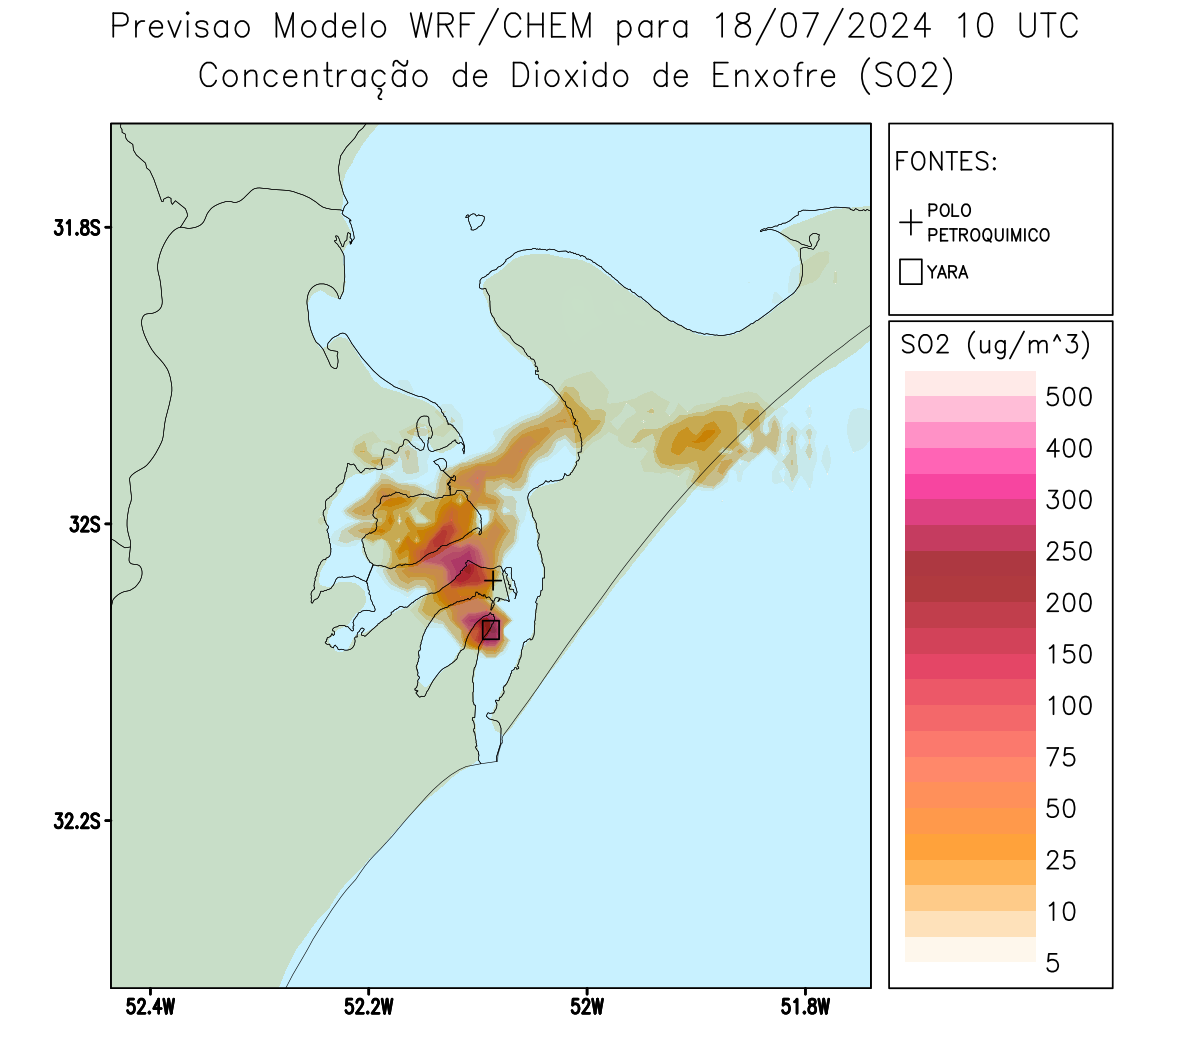 Previsao Modelo WRF/CHEM para 18/07/2024 10 UTC
Concentração de Dioxido de Enxofre (SO2)
FONTES:
POLO
PETROQUIMICO
YARA
31.8S
32S
32.2S
52.4W
52.2W
52W
51.8W
SO2 (ug/m^3)
500
400
300
250
200
150
100
75
50
25
10
5